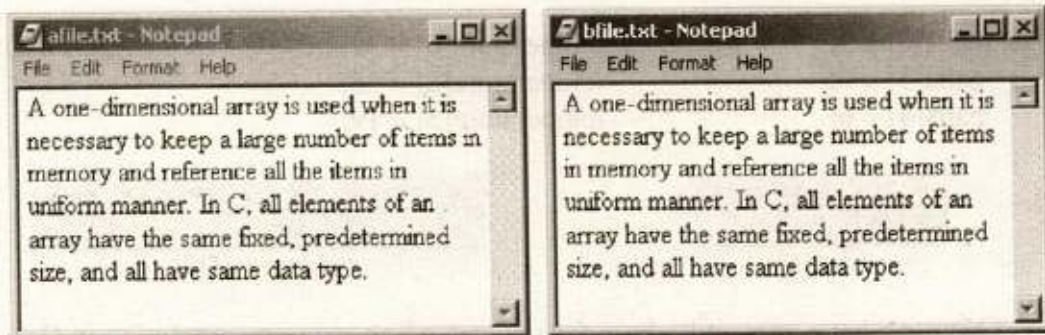 afile.txt - Notepad
File Edit Format Help
A one-dimensional array is used when it is
necessary to keep a large number of items in
memory and reference all the items in
uniform manner. In C, all elements of an
array have the same fixed, predetermined
size, and all have same data type.
bfile.txt - Notepad
File Edit Format Help
A one-dimensional array is used when it is
necessary to keep a large number of items
in memory and reference all the items in
uniform manner. In C, all elements of an
array have the same fixed, predetermined
size, and all have same data type.